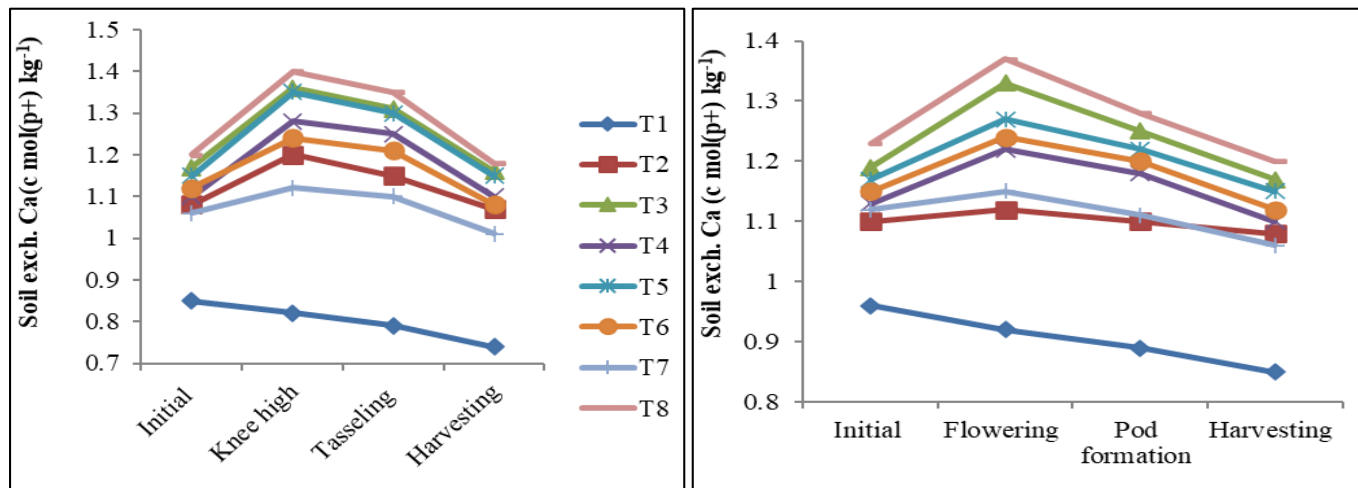 Soil exch. Ca(c mol(p+) kg-1)
1.5
1.4
1.3
1.2
1.1
1
0.9
0.8
0.7
Initial
Knee high
Tasseling
Harvesting
T1
T2
T3
T4
T5
T6
T7
T8
Soil exch. Ca (c mol(p+) kg-1
1.4
1.3
1.2
1.1
1
0.9
0.8
Initial
Flowering
Pod
formation
Harvesting